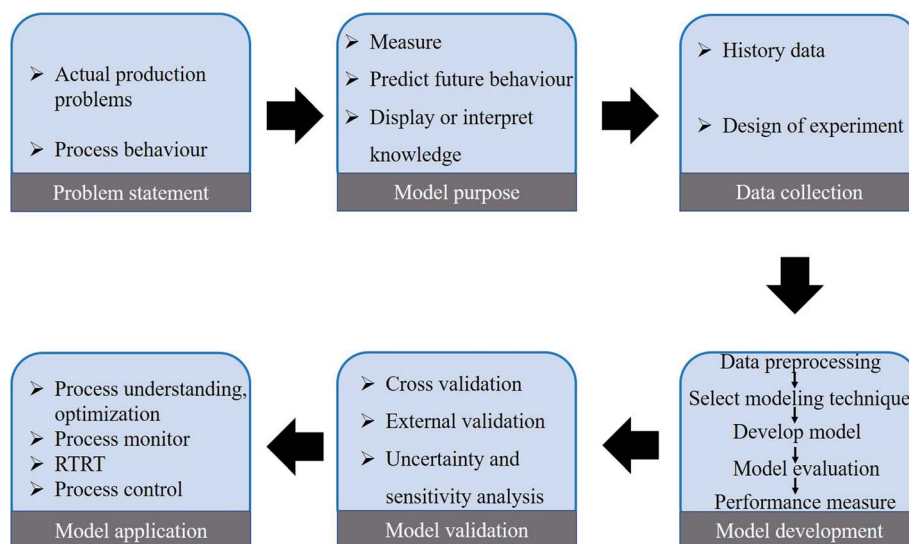 ➢ Actual production
problems
➢ Process behaviour
Problem statement
➢ Measure
➢ Predict future behaviour
➢ Display or interpret
knowledge
Model purpose
➢ History data
➢ Design of experiment
Data collection
Data preprocessing
Select modeling technique
Develop model
Model evaluation
Performance measure
Model development
➢ Cross validation
➢ External validation
➢ Uncertainty and
sensitivity analysis
Model validation
➢ Process understanding,
optimization
➢ Process monitor
➢ RTRT
➢ Process control
Model application